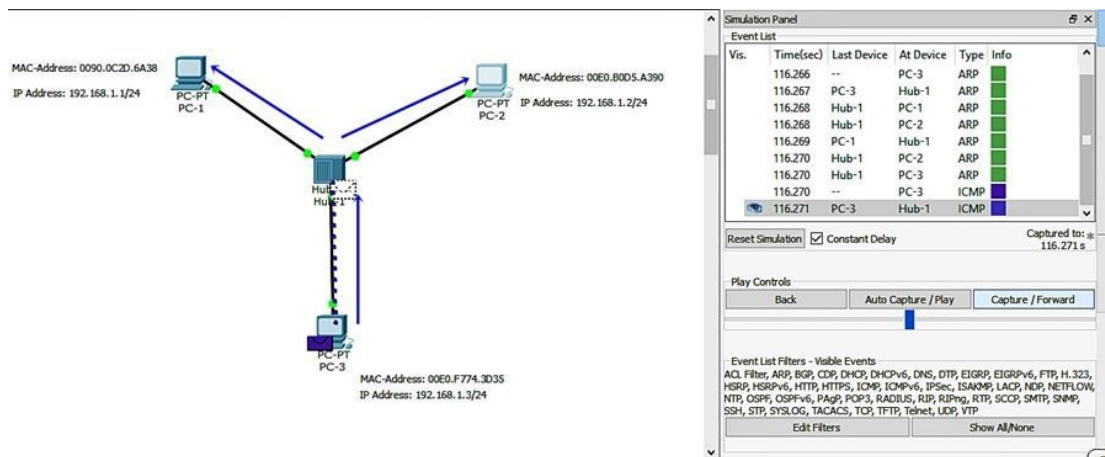 MAC-Address: 0090.0C2D.6A38
IP Address: 192.168.1.1/24
PC-PT
PC-1
MAC-Address: 00E0.B0D5.A390
IP Address: 192.168.1.2/24
PC-PT
PC-2
Hub-1
PC-PT
PC-3
MAC-Address: 00E0.F774.3D35
IP Address: 192.168.1.3/24
Simulation Panel
Event List
Vis. Time(sec) Last Device At Device Type Info
116.266 -- PC-3 ARP
116.267 PC-3 Hub-1 ARP
116.268 Hub-1 PC-1 ARP
116.268 Hub-1 PC-2 ARP
116.269 PC-1 Hub-1 ARP
116.270 Hub-1 PC-2 ARP
116.270 Hub-1 PC-3 ARP
116.270 -- PC-3 ICMP
116.271 PC-3 Hub-1 ICMP
Reset Simulation Constant Delay
Captured to: *
116.271 s
Play Controls
Back Auto Capture / Play Capture / Forward
Event List Filters - Visible Events
ACL Filter, ARP, BGP, CDP, DHCP, DHCPv6, DNS, DTP, EIGRP, EIGRPv6, FTP, H.323,
HSRP, HSRPv6, HTTP, HTTPS, ICMP, ICMPv6, IPSec, ISAKMP, LACP, NDP, NETFLOW,
NTP, OSPF, OSPFv6, PAgP, POP3, RADIUS, RIP, RIPng, RTP, SCCP, SMTP, SNMP,
SSH, STP, SYSLOG, TACACS, TCP, TFTP, Telnet, UDP, VTP
Edit Filters Show All/None